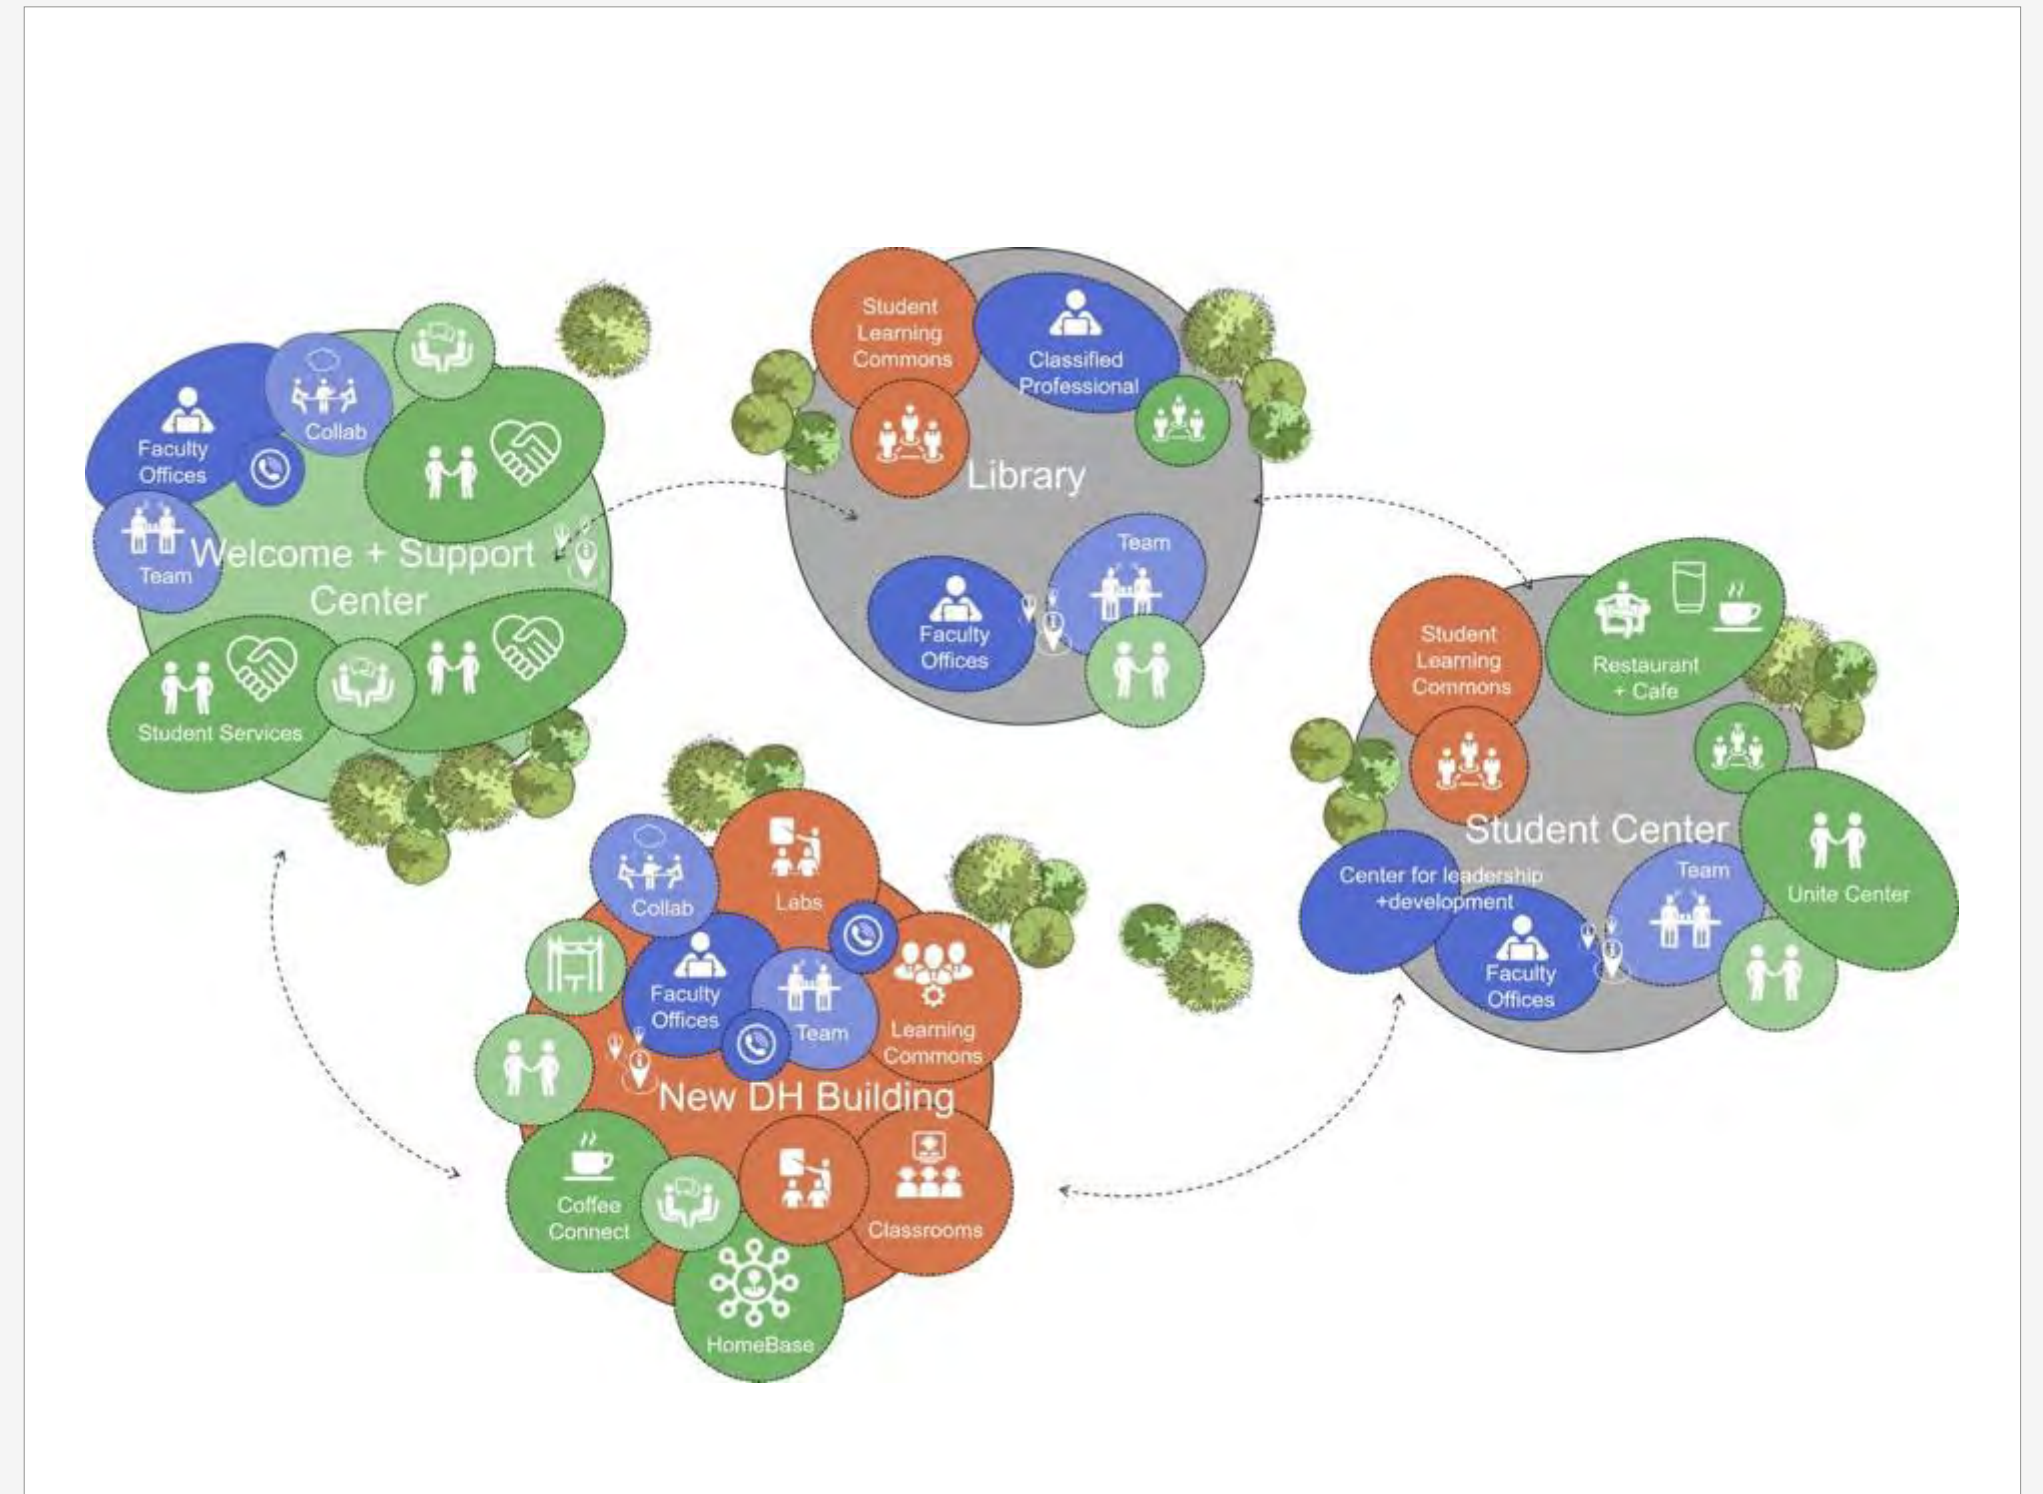 Student
Learning
Commons
Classified
Professional
Library
Team
Faculty
Offices
Collab
Faculty
Offices
Team
Welcome + Support
Center
Student Services
Student
Learning
Commons
Restaurant
+ Cafe
Student Center
Center for leadership
+development
Team
Unite Center
Faculty
Offices
Labs
Collab
Faculty
Offices
Team
Learning
Commons
New DH Building
Coffee
Connect
Classrooms
HomeBase